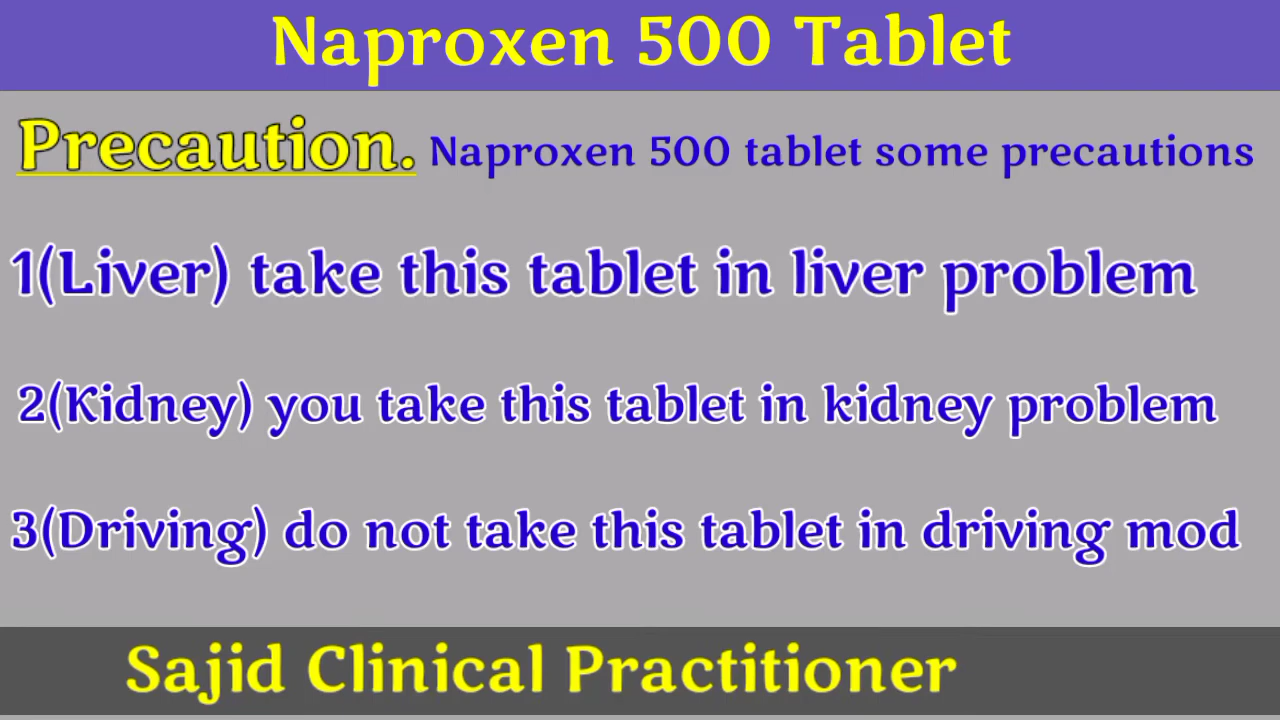 Naproxen 500 Tablet
Precaution. Naproxen 500 tablet some precautions
1(Liver) take this tablet in liver problem
2(Kidney) you take this tablet in kidney problem
3(Driving) do not take this tablet in driving mod
Sajid Clinical Practitioner